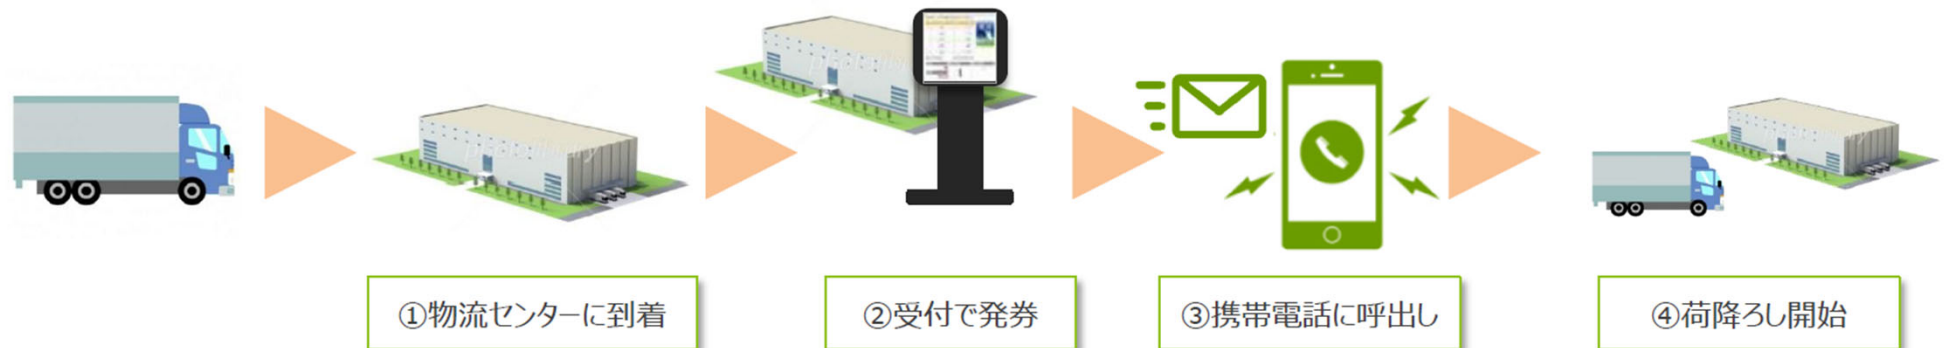 ①物流センターに到着
②受付で発券
③携帯電話に呼出し
④荷降ろし開始